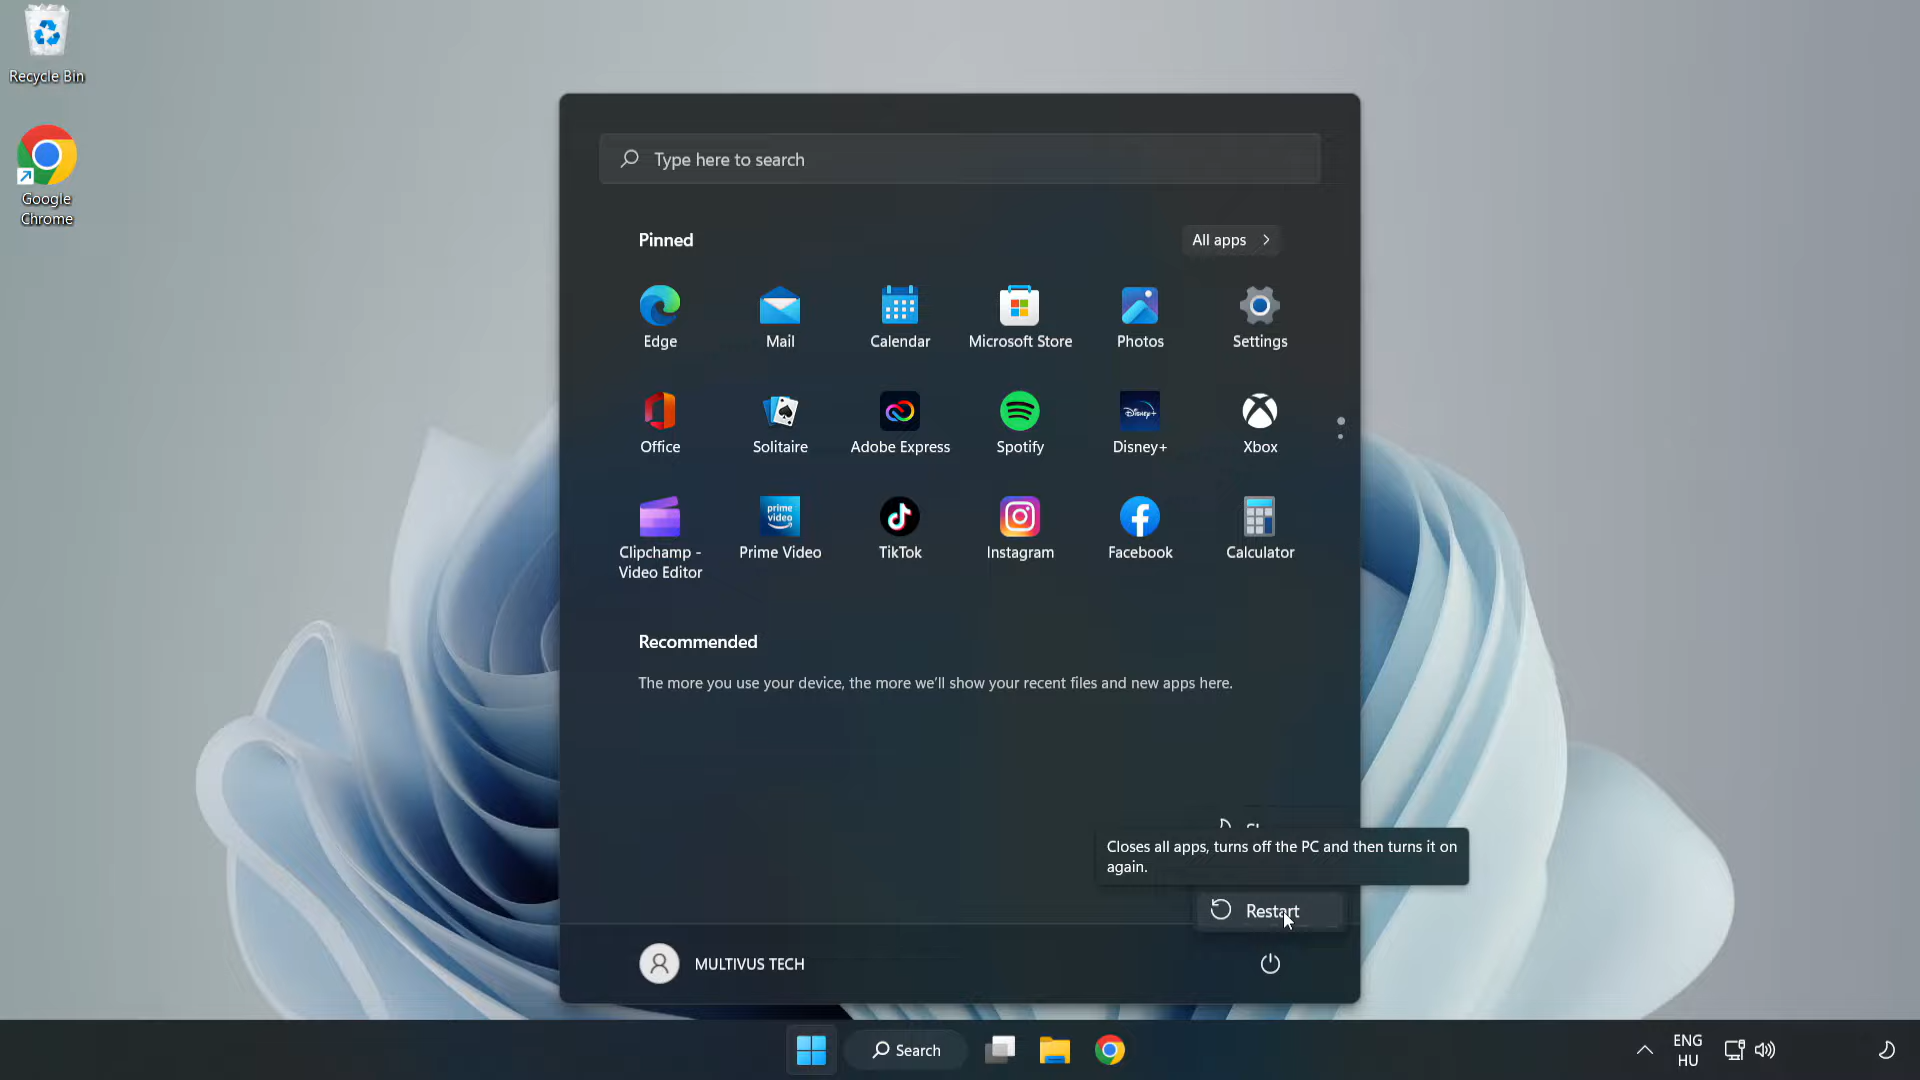 Recycle Bin
Google
Chrome
Type here to search
Pinned
All apps
Edge
Mail
Calendar
Microsoft Store
Photos
Settings
Office
Solitaire
Adobe Express
Spotify
Disney+
Xbox
Clipchamp -
Video Editor
Prime Video
TikTok
Instagram
Facebook
Calculator
Recommended
The more you use your device, the more we'll show your recent files and new apps here.
Closes all apps, turns off the PC and then turns it on
again.
Restart
MULTIVUS TECH
Search
ENG
HU